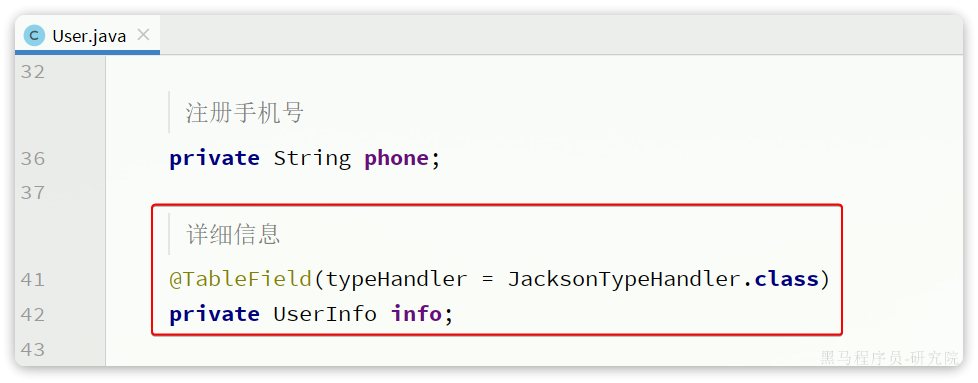 User.java
32
注册手机号
36 private String phone;
37
详细信息
41 @TableField(typeHandler = JacksonTypeHandler.class)
42 private UserInfo info;
43
黑马程序员-研究院